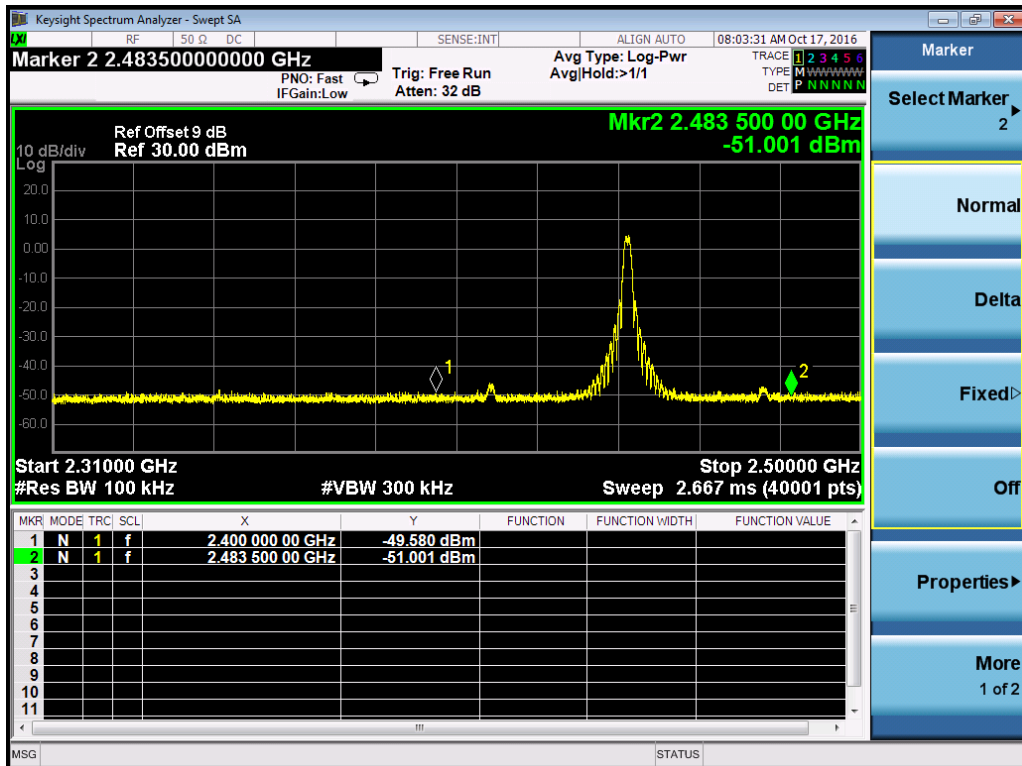 Keysight Spectrum Analyzer - Swept SA
LXI RF 50 Ω DC SENSE:INT ALIGN AUTO 08:03:31 AM Oct 17, 2016
Marker 2 2.483500000000 GHz
PNO: Fast
IFGain:Low
Trig: Free Run
Atten: 32 dB
Avg Type: Log-Pwr
Avg|Hold:>1/1
TRACE 1 2 3 4 5 6
TYPE M W W W W W
DET P N N N N N
Mkr2 2.483 500 00 GHz
-51.001 dBm
Ref Offset 9 dB
10 dB/div Ref 30.00 dBm
Log
20.0
10.0
0.00
-10.0
-20.0
-30.0
-40.0
-50.0
-60.0
1
2
Start 2.31000 GHz Stop 2.50000 GHz
#Res BW 100 kHz #VBW 300 kHz Sweep 2.667 ms (40001 pts)
MKR MODE TRC SCL X Y FUNCTION FUNCTION WIDTH FUNCTION VALUE
1 N 1 f 2.400 000 00 GHz -49.580 dBm
2 N 1 f 2.483 500 00 GHz -51.001 dBm
3
4
5
6
7
8
9
10
11
MSG STATUS
Marker
Select Marker
2
Normal
Delta
Fixed
Off
Properties
More
1 of 2